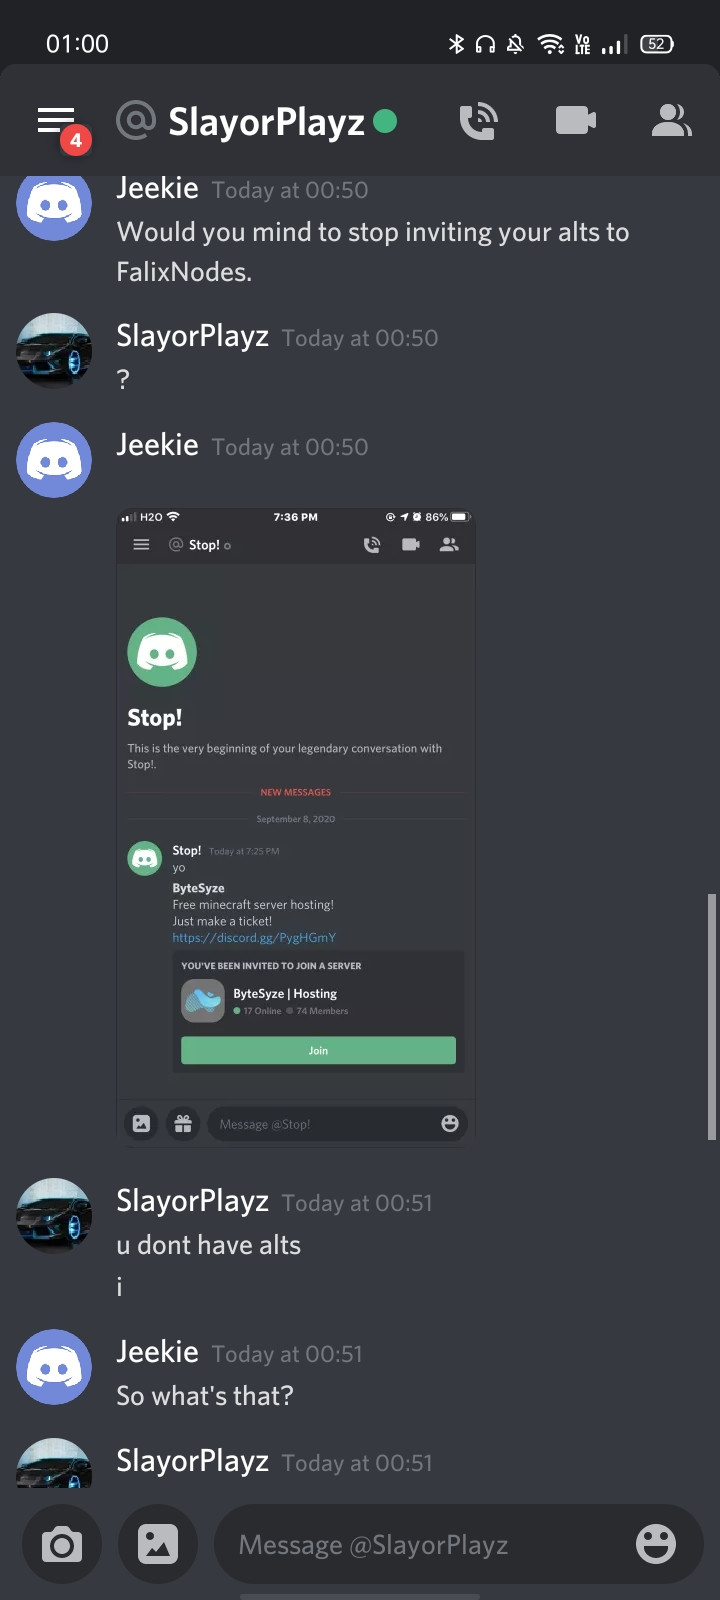 01:00
Vo LTE
52
4
SlayorPlayz
Jeekie Today at 00:50
Would you mind to stop inviting your alts to
FalixNodes.
SlayorPlayz Today at 00:50
?
Jeekie Today at 00:50
H2O 7:36 PM 86%
@ Stop!
Stop!
This is the very beginning of your legendary conversation with
Stop!.
NEW MESSAGES
September 8, 2020
Stop! Today at 7:25 PM
yo
ByteSyze
Free minecraft server hosting!
Just make a ticket!
https://discord.gg/PygHGmY
YOU'VE BEEN INVITED TO JOIN A SERVER
ByteSyze | Hosting
17 Online 74 Members
Join
Message @Stop!
SlayorPlayz Today at 00:51
u dont have alts
i
Jeekie Today at 00:51
So what's that?
SlayorPlayz Today at 00:51
Message @SlayorPlayz